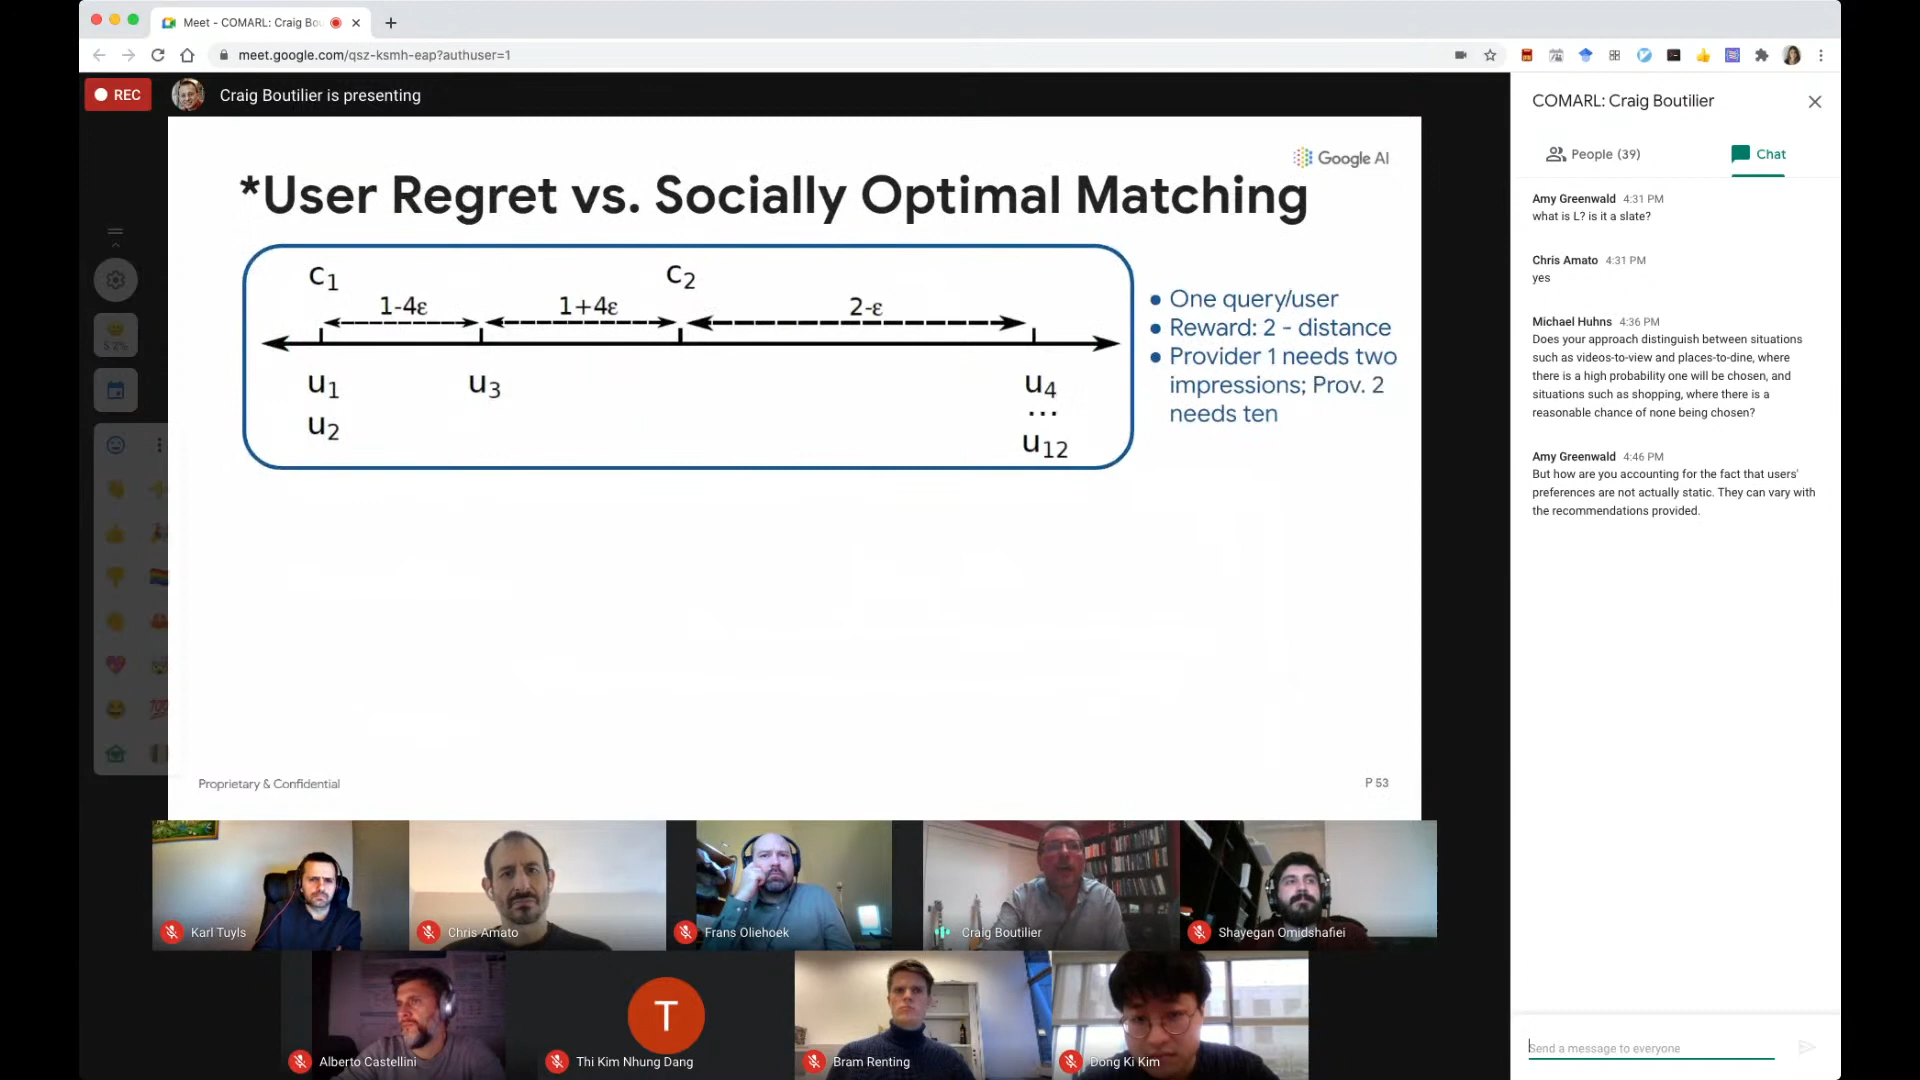 Meet - COMARL: Craig Bou
meet.google.com/qsz-ksmh-eap?authuser=1
REC
Craig Boutilier is presenting
Google AI
*User Regret vs. Socially Optimal Matching
c1
c2
1-4ε
1+4ε
2-ε
u1
u3
u4
u2
...
u12
● One query/user
● Reward: 2 - distance
● Provider 1 needs two
impressions; Prov. 2
needs ten
Proprietary & Confidential
P 53
Karl Tuyls
Chris Amato
Frans Oliehoek
Craig Boutilier
Shayegan Omidshafiei
Alberto Castellini
T
Thi Kim Nhung Dang
Bram Renting
Dong Ki Kim
COMARL: Craig Boutilier
People (39)
Chat
Amy Greenwald 4:31 PM
what is L? is it a slate?
Chris Amato 4:31 PM
yes
Michael Huhns 4:36 PM
Does your approach distinguish between situations
such as videos-to-view and places-to-dine, where
there is a high probability one will be chosen, and
situations such as shopping, where there is a
reasonable chance of none being chosen?
Amy Greenwald 4:46 PM
But how are you accounting for the fact that users'
preferences are not actually static. They can vary with
the recommendations provided.
Send a message to everyone